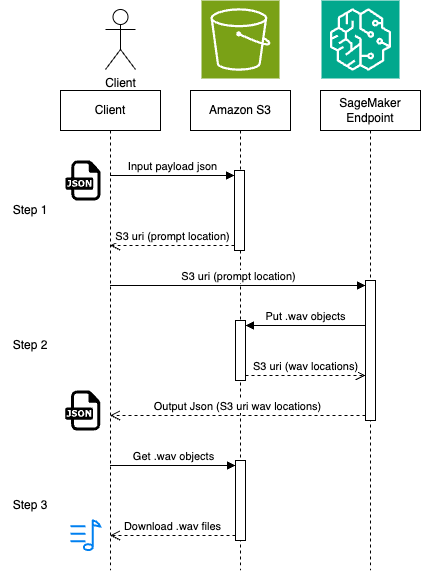 Client
Client
Amazon S3
SageMaker
Endpoint
Input payload json
JSON
Step 1
S3 uri (prompt location)
S3 uri (prompt location)
Put .wav objects
Step 2
S3 uri (wav locations)
JSON
Output Json (S3 uri wav locations)
Get .wav objects
Step 3
Download .wav files